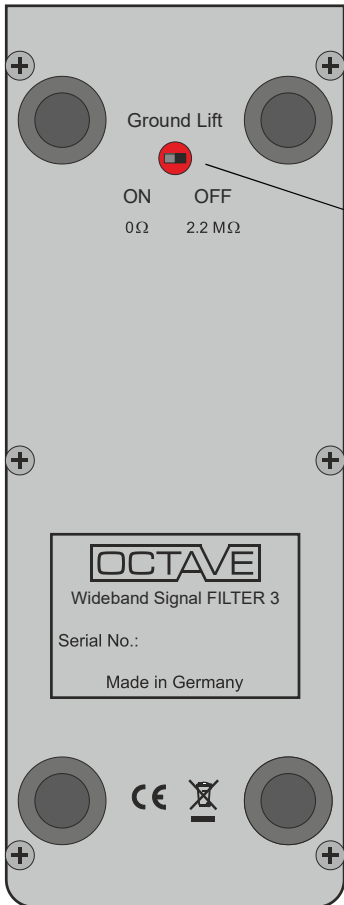 Ground Lift
ON OFF
0Ω 2.2 MΩ
OCTAVE
Wideband Signal FILTER 3
Serial No.:
Made in Germany
CE